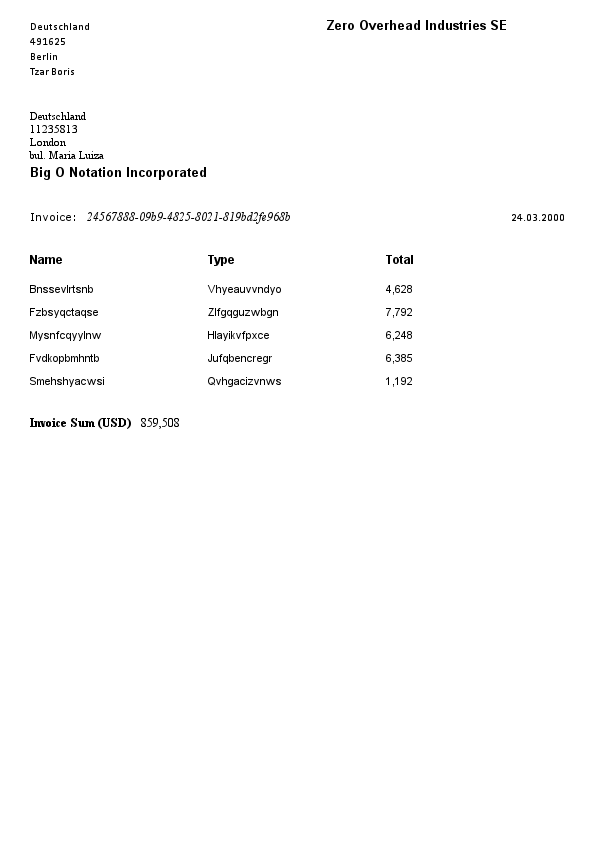 Zero Overhead Industries SE
Deutschland
491625
Berlin
Tzar Boris
Deutschland
11235813
London
bul. Maria Luiza
Big O Notation Incorporated
Invoice: 24567888-09b9-4825-8021-819bd2fe968b 24.03.2000
Name Type Total
Bnssevlrtsnb Vhyeauvvndyo 4,628
Fzbsyqctaqse Zlfgqguzwbgn 7,792
Mysnfcqyylnw Hlayikvfpxce 6,248
Fvdkopbmhntb Jufqbencregr 6,385
Smehshyacwsi Qvhgacizvnws 1,192
Invoice Sum (USD) 859,508